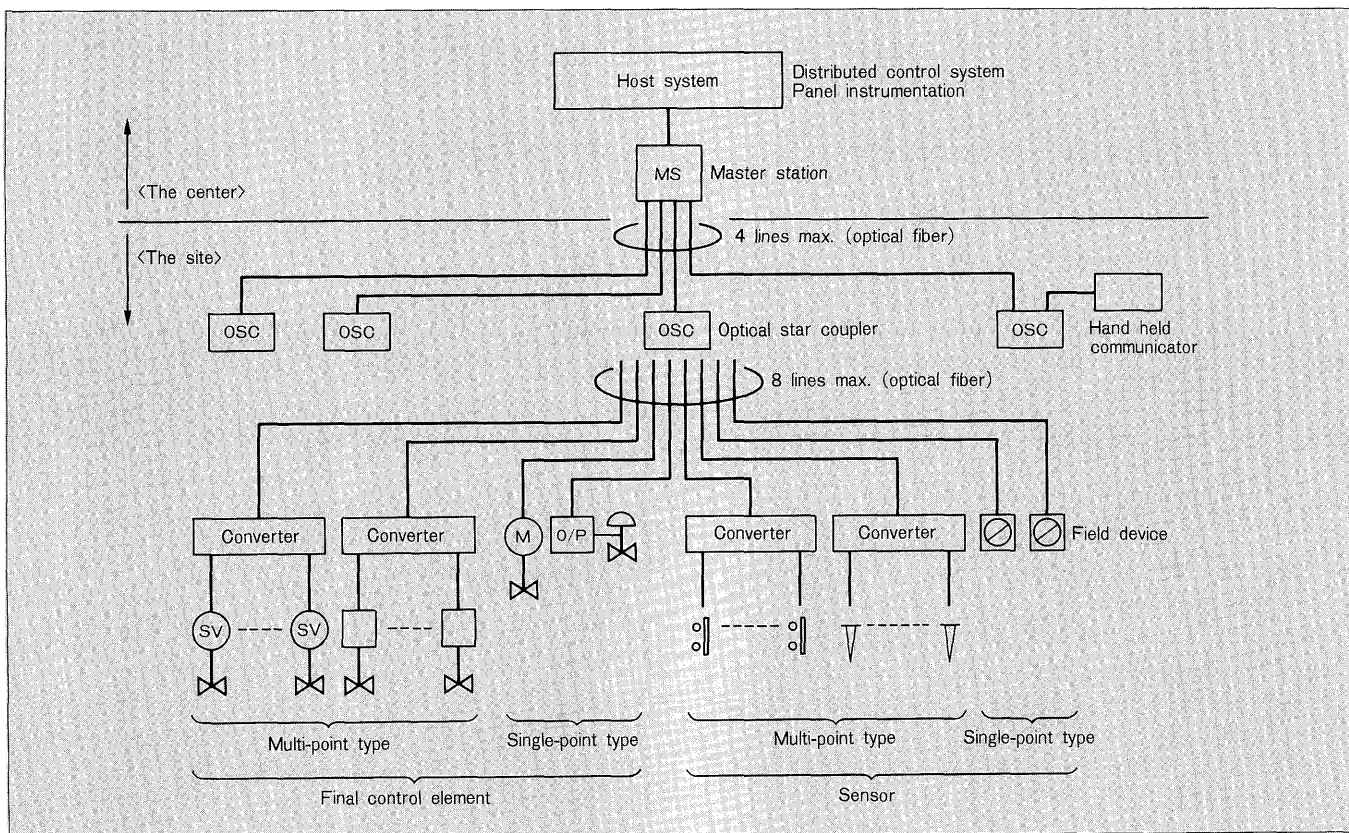 Host system
Distributed control system
Panel instrumentation
MS
Master station
〈The center〉
4 lines max. (optical fiber)
〈The site〉
OSC
OSC
OSC
Optical star coupler
OSC
Hand held
communicator
8 lines max. (optical fiber)
Converter
Converter
M
O/P
Converter
Converter
Field device
SV
SV
Multi-point type
Single-point type
Multi-point type
Single-point type
Final control element
Sensor